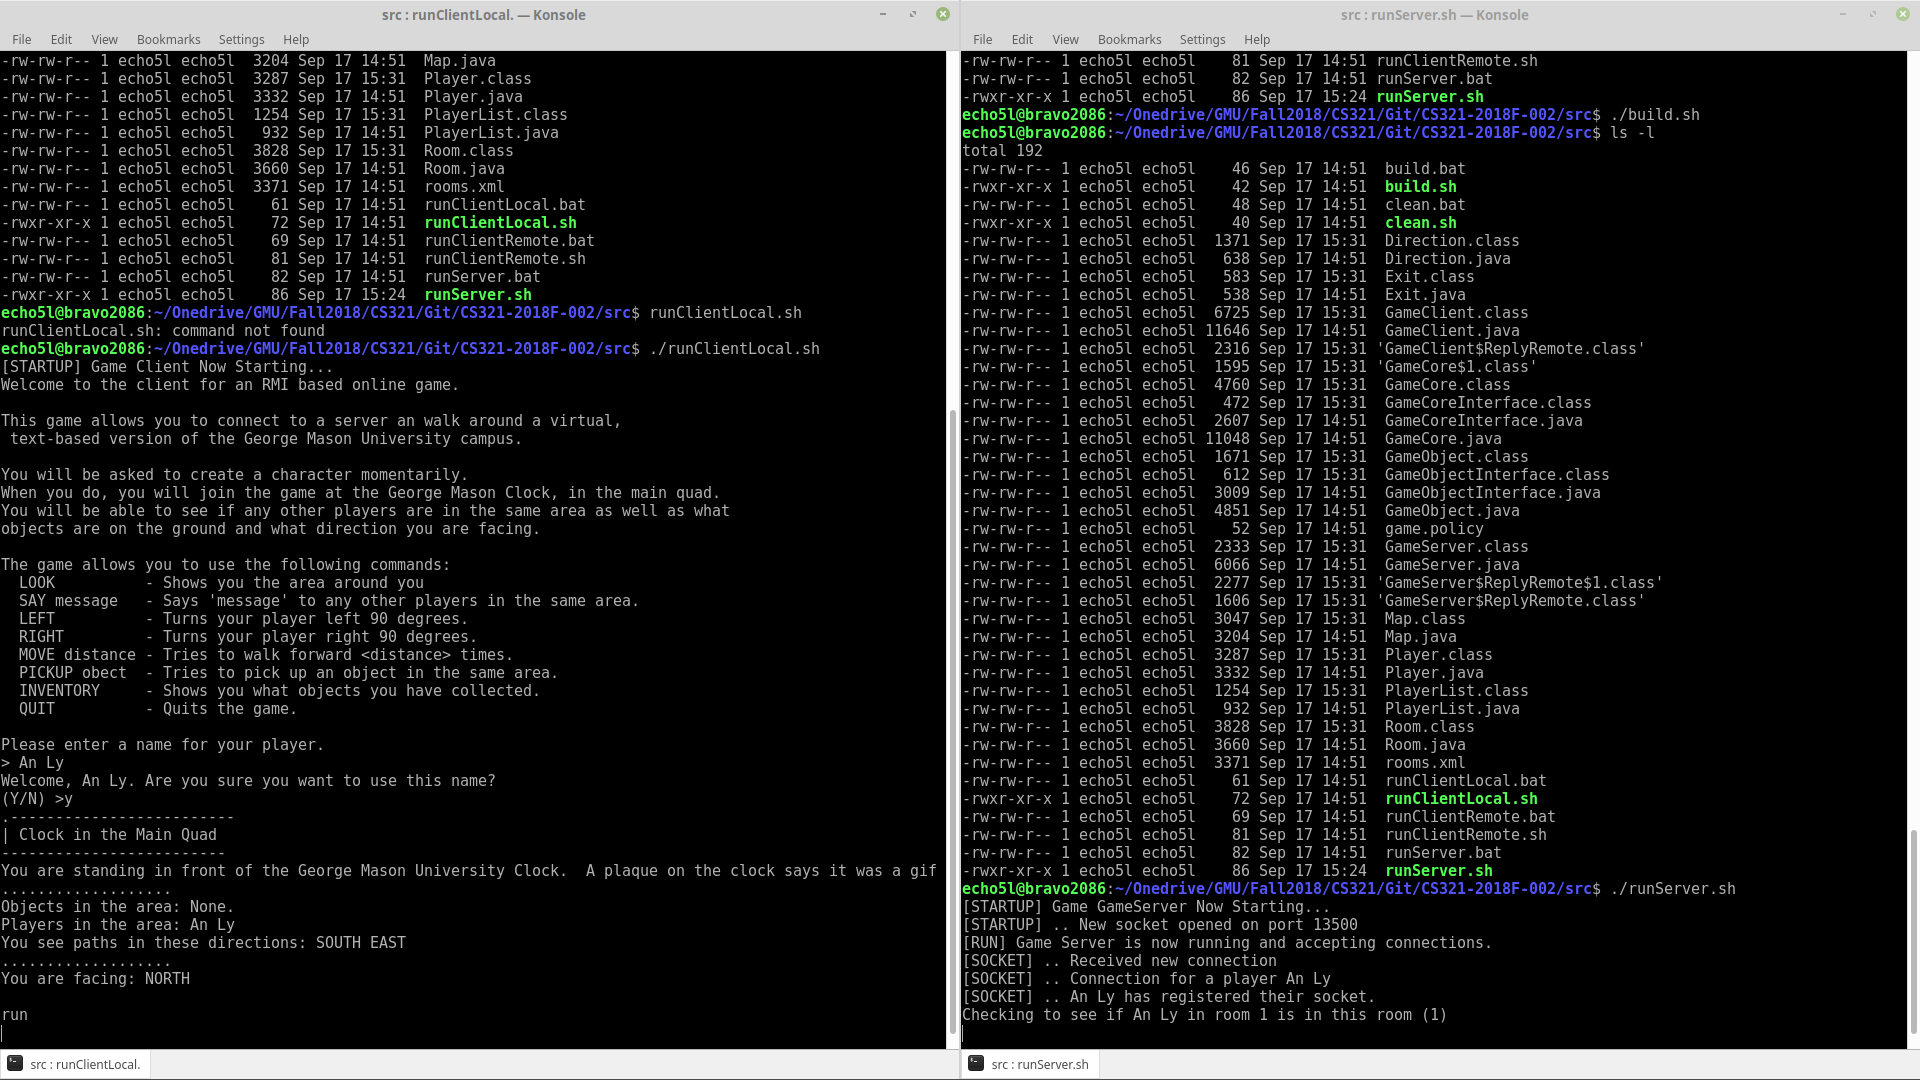 src : runClientLocal. — Konsole
File Edit View Bookmarks Settings Help
-rw-rw-r-- 1 echo5l echo5l  3204 Sep 17 14:51  Map.java
-rw-rw-r-- 1 echo5l echo5l  3287 Sep 17 15:31  Player.class
-rw-rw-r-- 1 echo5l echo5l  3332 Sep 17 14:51  Player.java
-rw-rw-r-- 1 echo5l echo5l  1254 Sep 17 15:31  PlayerList.class
-rw-rw-r-- 1 echo5l echo5l   932 Sep 17 14:51  PlayerList.java
-rw-rw-r-- 1 echo5l echo5l  3828 Sep 17 15:31  Room.class
-rw-rw-r-- 1 echo5l echo5l  3660 Sep 17 14:51  Room.java
-rw-rw-r-- 1 echo5l echo5l  3371 Sep 17 14:51  rooms.xml
-rw-rw-r-- 1 echo5l echo5l    61 Sep 17 14:51  runClientLocal.bat
-rwxr-xr-x 1 echo5l echo5l    72 Sep 17 14:51  runClientLocal.sh
-rw-rw-r-- 1 echo5l echo5l    69 Sep 17 14:51  runClientRemote.bat
-rw-rw-r-- 1 echo5l echo5l    81 Sep 17 14:51  runClientRemote.sh
-rw-rw-r-- 1 echo5l echo5l    82 Sep 17 14:51  runServer.bat
-rwxr-xr-x 1 echo5l echo5l    86 Sep 17 15:24  runServer.sh
echo5l@bravo2086:~/Onedrive/GMU/Fall2018/CS321/Git/CS321-2018F-002/src$ runClientLocal.sh
runClientLocal.sh: command not found
echo5l@bravo2086:~/Onedrive/GMU/Fall2018/CS321/Git/CS321-2018F-002/src$ ./runClientLocal.sh
[STARTUP] Game Client Now Starting...
Welcome to the client for an RMI based online game.
This game allows you to connect to a server an walk around a virtual,
 text-based version of the George Mason University campus.
You will be asked to create a character momentarily.
When you do, you will join the game at the George Mason Clock, in the main quad.
You will be able to see if any other players are in the same area as well as what
objects are on the ground and what direction you are facing.
The game allows you to use the following commands:
  LOOK          - Shows you the area around you
  SAY message   - Says 'message' to any other players in the same area.
  LEFT          - Turns your player left 90 degrees.
  RIGHT         - Turns your player right 90 degrees.
  MOVE distance - Tries to walk forward <distance> times.
  PICKUP obect  - Tries to pick up an object in the same area.
  INVENTORY     - Shows you what objects you have collected.
  QUIT          - Quits the game.
Please enter a name for your player.
> An Ly
Welcome, An Ly. Are you sure you want to use this name?
(Y/N) >y
.-------------------------
| Clock in the Main Quad
-------------------------
You are standing in front of the George Mason University Clock.  A plaque on the clock says it was a gif
...................
Objects in the area: None.
Players in the area: An Ly
You see paths in these directions: SOUTH EAST
...................
You are facing: NORTH
run
src : runClientLocal.
src : runServer.sh — Konsole
File Edit View Bookmarks Settings Help
-rw-rw-r-- 1 echo5l echo5l    81 Sep 17 14:51 runClientRemote.sh
-rw-rw-r-- 1 echo5l echo5l    82 Sep 17 14:51 runServer.bat
-rwxr-xr-x 1 echo5l echo5l    86 Sep 17 15:24 runServer.sh
echo5l@bravo2086:~/Onedrive/GMU/Fall2018/CS321/Git/CS321-2018F-002/src$ ./build.sh
echo5l@bravo2086:~/Onedrive/GMU/Fall2018/CS321/Git/CS321-2018F-002/src$ ls -l
total 192
-rw-rw-r-- 1 echo5l echo5l    46 Sep 17 14:51  build.bat
-rwxr-xr-x 1 echo5l echo5l    42 Sep 17 14:51  build.sh
-rw-rw-r-- 1 echo5l echo5l    48 Sep 17 14:51  clean.bat
-rwxr-xr-x 1 echo5l echo5l    40 Sep 17 14:51  clean.sh
-rw-rw-r-- 1 echo5l echo5l  1371 Sep 17 15:31  Direction.class
-rw-rw-r-- 1 echo5l echo5l   638 Sep 17 14:51  Direction.java
-rw-rw-r-- 1 echo5l echo5l   583 Sep 17 15:31  Exit.class
-rw-rw-r-- 1 echo5l echo5l   538 Sep 17 14:51  Exit.java
-rw-rw-r-- 1 echo5l echo5l  6725 Sep 17 15:31  GameClient.class
-rw-rw-r-- 1 echo5l echo5l 11646 Sep 17 14:51  GameClient.java
-rw-rw-r-- 1 echo5l echo5l  2316 Sep 17 15:31 'GameClient$ReplyRemote.class'
-rw-rw-r-- 1 echo5l echo5l  1595 Sep 17 15:31 'GameCore$1.class'
-rw-rw-r-- 1 echo5l echo5l  4760 Sep 17 15:31  GameCore.class
-rw-rw-r-- 1 echo5l echo5l   472 Sep 17 15:31  GameCoreInterface.class
-rw-rw-r-- 1 echo5l echo5l  2607 Sep 17 14:51  GameCoreInterface.java
-rw-rw-r-- 1 echo5l echo5l 11048 Sep 17 14:51  GameCore.java
-rw-rw-r-- 1 echo5l echo5l  1671 Sep 17 15:31  GameObject.class
-rw-rw-r-- 1 echo5l echo5l   612 Sep 17 15:31  GameObjectInterface.class
-rw-rw-r-- 1 echo5l echo5l  3009 Sep 17 14:51  GameObjectInterface.java
-rw-rw-r-- 1 echo5l echo5l  4851 Sep 17 14:51  GameObject.java
-rw-rw-r-- 1 echo5l echo5l    52 Sep 17 14:51  game.policy
-rw-rw-r-- 1 echo5l echo5l  2333 Sep 17 15:31  GameServer.class
-rw-rw-r-- 1 echo5l echo5l  6066 Sep 17 14:51  GameServer.java
-rw-rw-r-- 1 echo5l echo5l  2277 Sep 17 15:31 'GameServer$ReplyRemote$1.class'
-rw-rw-r-- 1 echo5l echo5l  1606 Sep 17 15:31 'GameServer$ReplyRemote.class'
-rw-rw-r-- 1 echo5l echo5l  3047 Sep 17 15:31  Map.class
-rw-rw-r-- 1 echo5l echo5l  3204 Sep 17 14:51  Map.java
-rw-rw-r-- 1 echo5l echo5l  3287 Sep 17 15:31  Player.class
-rw-rw-r-- 1 echo5l echo5l  3332 Sep 17 14:51  Player.java
-rw-rw-r-- 1 echo5l echo5l  1254 Sep 17 15:31  PlayerList.class
-rw-rw-r-- 1 echo5l echo5l   932 Sep 17 14:51  PlayerList.java
-rw-rw-r-- 1 echo5l echo5l  3828 Sep 17 15:31  Room.class
-rw-rw-r-- 1 echo5l echo5l  3660 Sep 17 14:51  Room.java
-rw-rw-r-- 1 echo5l echo5l  3371 Sep 17 14:51  rooms.xml
-rw-rw-r-- 1 echo5l echo5l    61 Sep 17 14:51  runClientLocal.bat
-rwxr-xr-x 1 echo5l echo5l    72 Sep 17 14:51  runClientLocal.sh
-rw-rw-r-- 1 echo5l echo5l    69 Sep 17 14:51  runClientRemote.bat
-rw-rw-r-- 1 echo5l echo5l    81 Sep 17 14:51  runClientRemote.sh
-rw-rw-r-- 1 echo5l echo5l    82 Sep 17 14:51  runServer.bat
-rwxr-xr-x 1 echo5l echo5l    86 Sep 17 15:24  runServer.sh
echo5l@bravo2086:~/Onedrive/GMU/Fall2018/CS321/Git/CS321-2018F-002/src$ ./runServer.sh
[STARTUP] Game GameServer Now Starting...
[STARTUP] .. New socket opened on port 13500
[RUN] Game Server is now running and accepting connections.
[SOCKET] .. Received new connection
[SOCKET] .. Connection for a player An Ly
[SOCKET] .. An Ly has registered their socket.
Checking to see if An Ly in room 1 is in this room (1)
src : runServer.sh